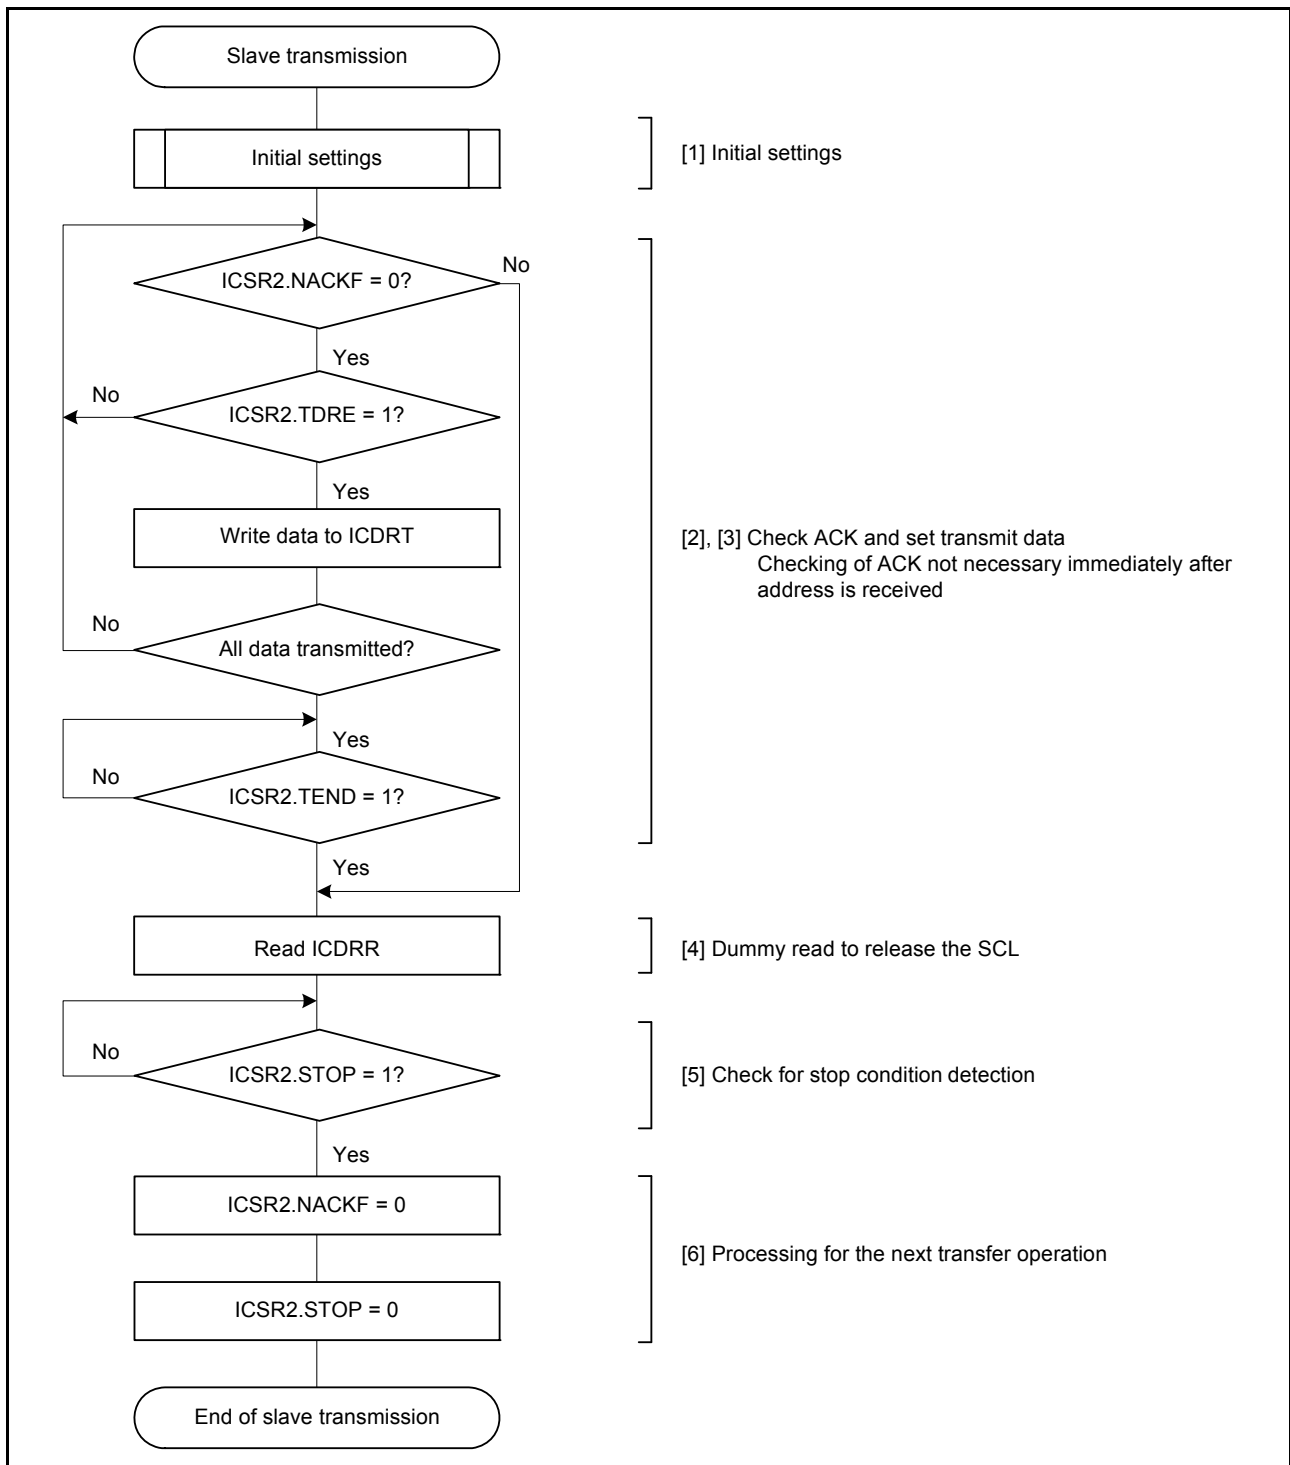 Slave transmission
Initial settings
[1] Initial settings
ICSR2.NACKF = 0?
No
Yes
No
ICSR2.TDRE = 1?
Yes
Write data to ICDRT
[2], [3] Check ACK and set transmit data
Checking of ACK not necessary immediately after
address is received
No
All data transmitted?
Yes
No
ICSR2.TEND = 1?
Yes
Read ICDRR
[4] Dummy read to release the SCL
No
ICSR2.STOP = 1?
[5] Check for stop condition detection
Yes
ICSR2.NACKF = 0
[6] Processing for the next transfer operation
ICSR2.STOP = 0
End of slave transmission